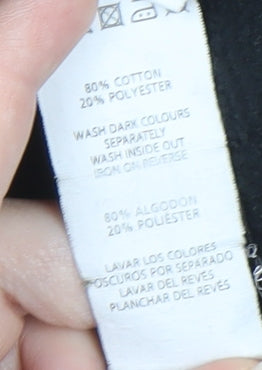 80% COTTON
20% POLYESTER
WASH DARK COLOURS
SEPARATELY
WASH INSIDE OUT
IRON ON REVERSE
80% ALGODON
20% POLIESTER
LAVAR LOS COLORES
OSCUROS POR SEPARADO
LAVAR DEL REVÉS
PLANCHAR DEL REVÉS